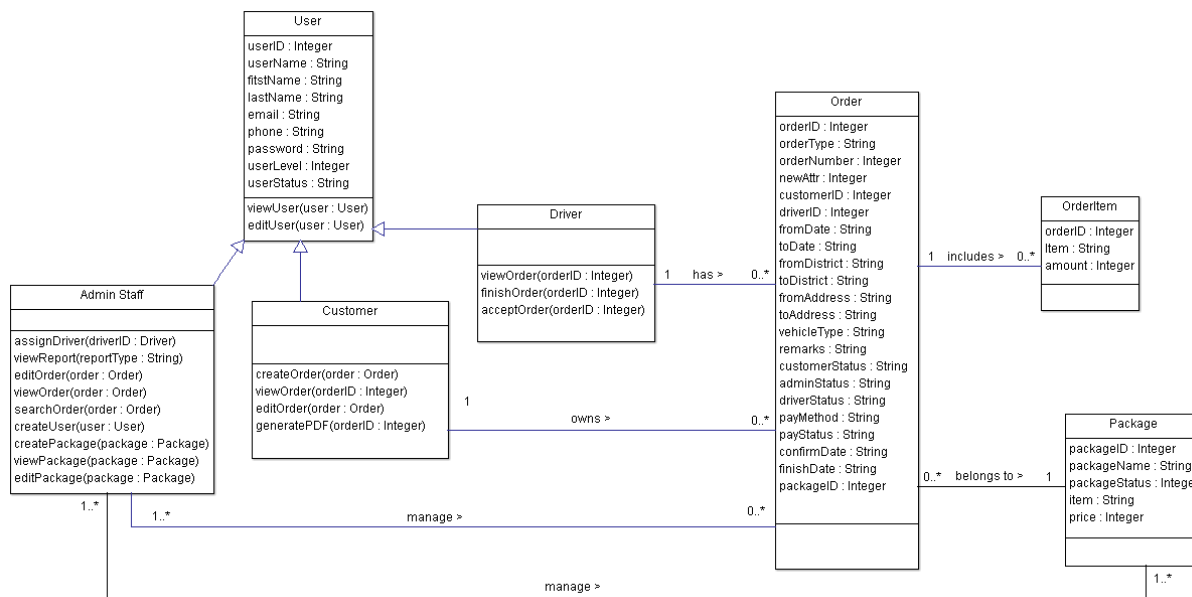 User
userID : Integer
userName : String
fitstName : String
lastName : String
email : String
phone : String
password : String
userLevel : Integer
userStatus : String
viewUser(user : User)
editUser(user : User)
Driver
viewOrder(orderID : Integer)
finishOrder(orderID : Integer)
acceptOrder(orderID : Integer)
1 has > 0..*
Order
orderID : Integer
orderType : String
orderNumber : Integer
newAttr : Integer
customerID : Integer
driverID : Integer
fromDate : String
toDate : String
fromDistrict : String
toDistrict : String
fromAddress : String
toAddress : String
vehicleType : String
remarks : String
customerStatus : String
adminStatus : String
driverStatus : String
payMethod : String
payStatus : String
confirmDate : String
finishDate : String
packageID : Integer
1 includes > 0..*
OrderItem
orderID : Integer
Item : String
amount : Integer
Admin Staff
assignDriver(driverID : Driver)
viewReport(reportType : String)
editOrder(order : Order)
viewOrder(order : Order)
searchOrder(order : Order)
createUser(user : User)
createPackage(package : Package)
viewPackage(package : Package)
editPackage(package : Package)
Customer
createOrder(order : Order)
viewOrder(orderID : Integer)
editOrder(order : Order)
generatePDF(orderID : Integer)
1
owns >
0..*
0..* belongs to > 1
Package
packageID : Integer
packageName : String
packageStatus : Intege
item : String
price : Integer
1..*
1..*
manage >
0..*
1..*
manage >